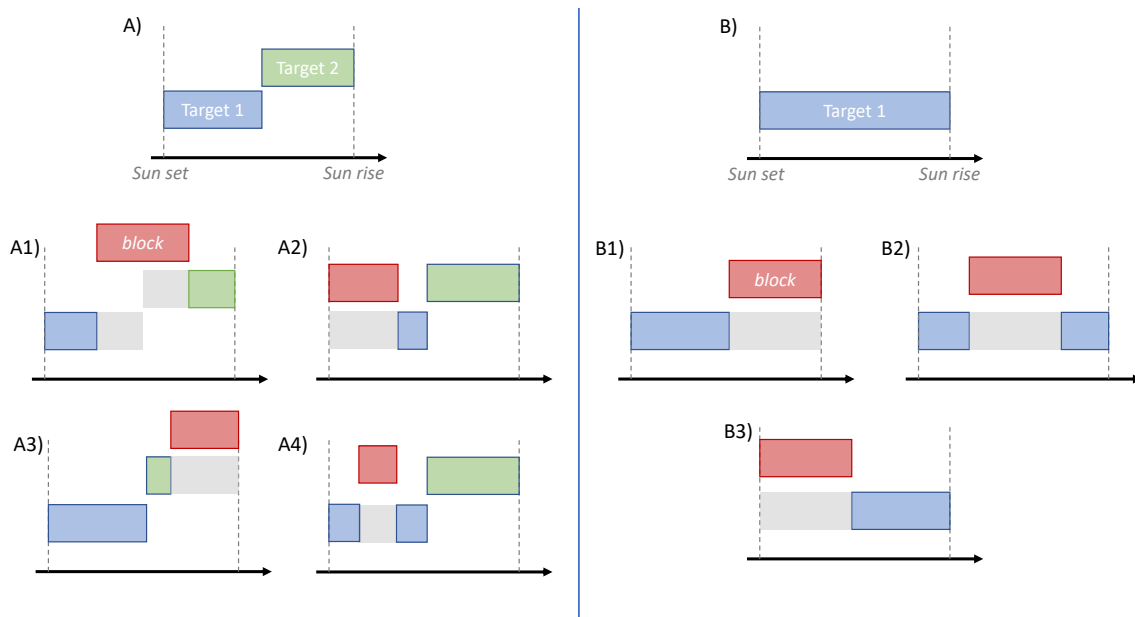 A)
Target 2
Target 1
Sun set
Sun rise
A1)
block
A2)
A3)
A4)
B)
Target 1
Sun set
Sun rise
B1)
block
B2)
B3)